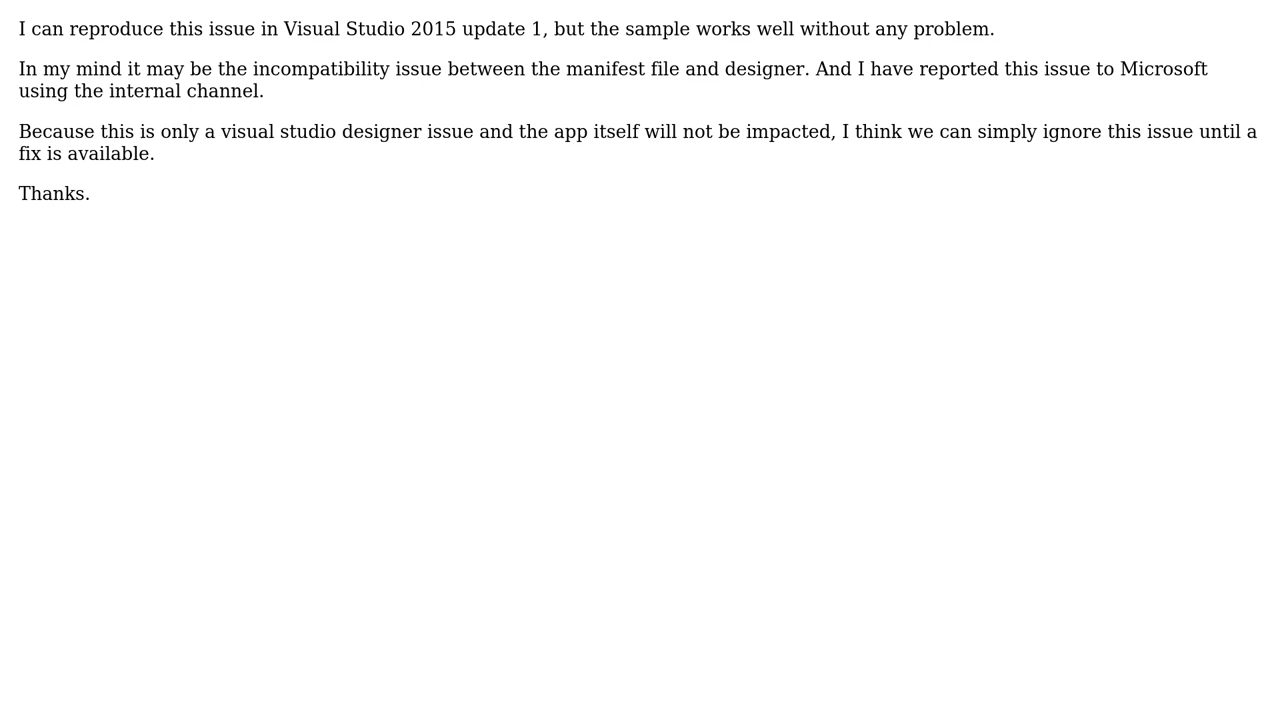 I can reproduce this issue in Visual Studio 2015 update 1, but the sample works well without any problem.
In my mind it may be the incompatibility issue between the manifest file and designer. And I have reported this issue to Microsoft
using the internal channel.
Because this is only a visual studio designer issue and the app itself will not be impacted, I think we can simply ignore this issue until a
fix is available.
Thanks.